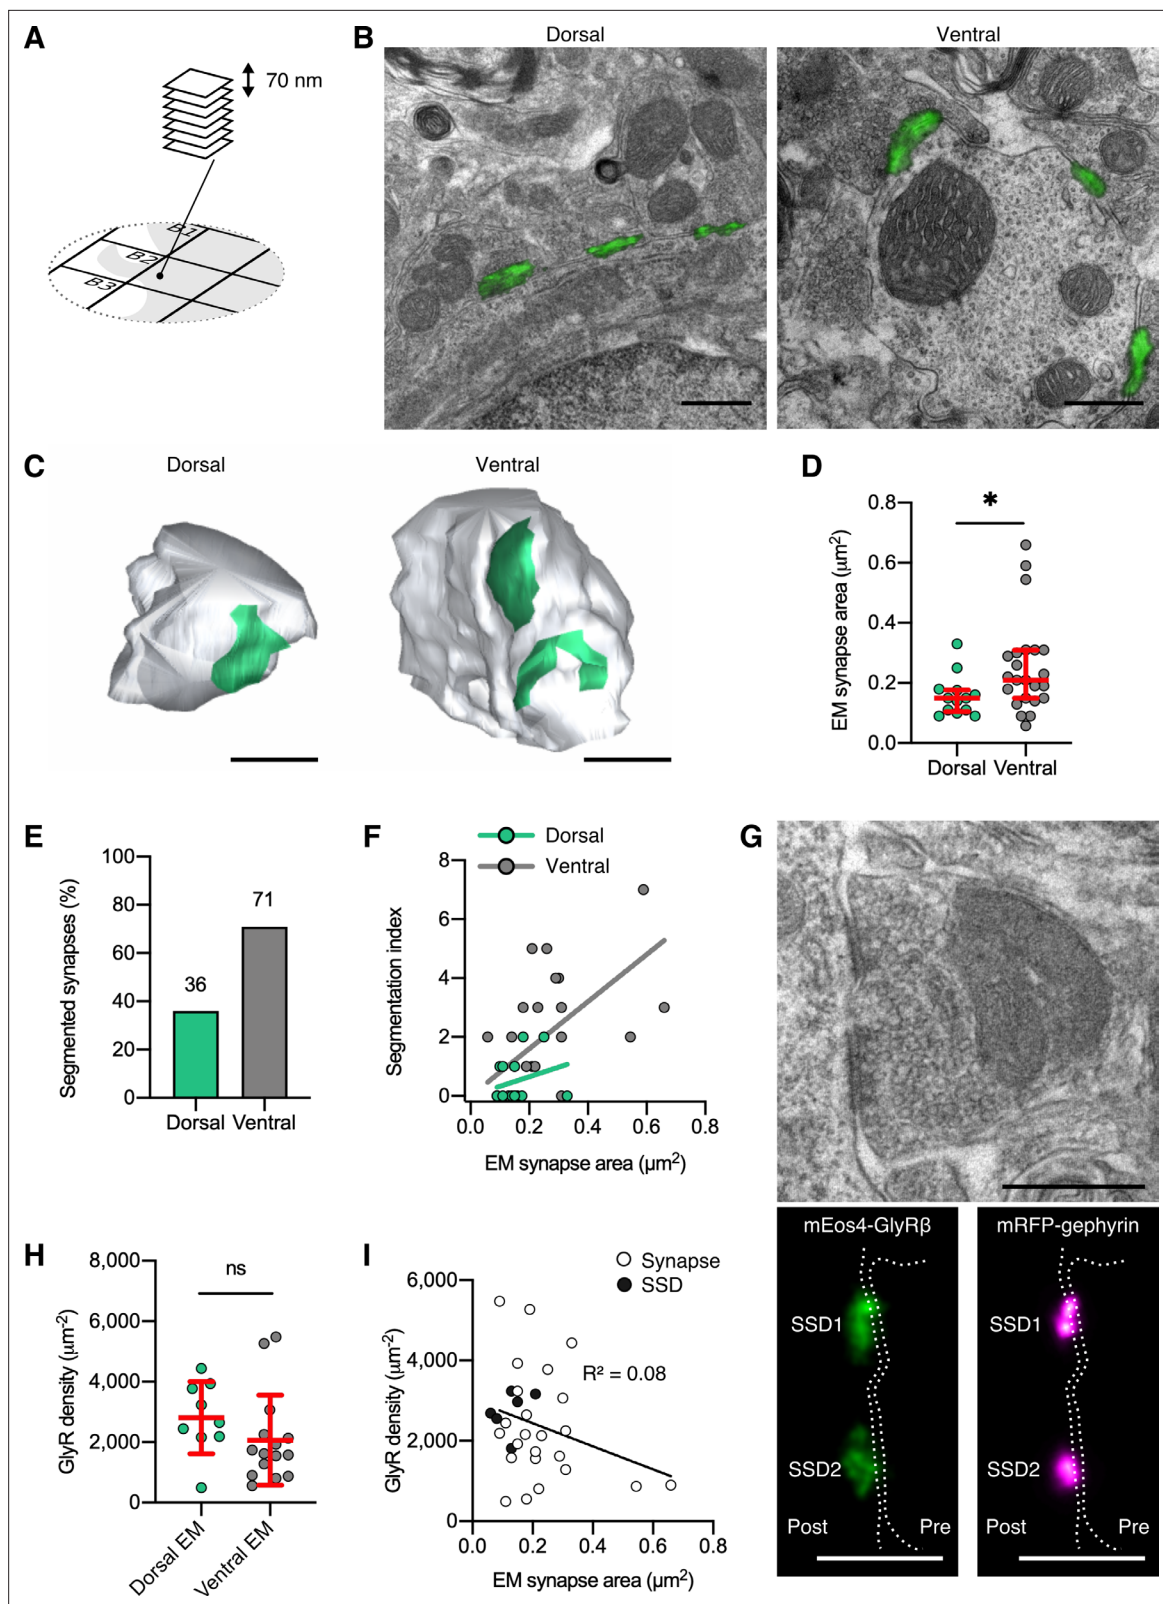 A
70 nm
B1
B2
B3
B
Dorsal
Ventral
C
Dorsal
Ventral
D
EM synapse area (μm²)
0.8
0.6
0.4
0.2
0.0
*
Dorsal Ventral
E
Segmented synapses (%)
100
80
60
40
20
0
36
71
Dorsal Ventral
F
Dorsal
Ventral
Segmentation index
8
6
4
2
0
0.0 0.2 0.4 0.6 0.8
EM synapse area (μm²)
G
mEos4-GlyRβ
SSD1
SSD2
Post
Pre
mRFP-gephyrin
SSD1
SSD2
Post
Pre
H
GlyR density (μm⁻²)
8,000
6,000
4,000
2,000
0
ns
Dorsal EM
Ventral EM
I
Synapse
SSD
GlyR density (μm⁻²)
6,000
4,000
2,000
0
R² = 0.08
0.0 0.2 0.4 0.6 0.8
EM synapse area (μm²)